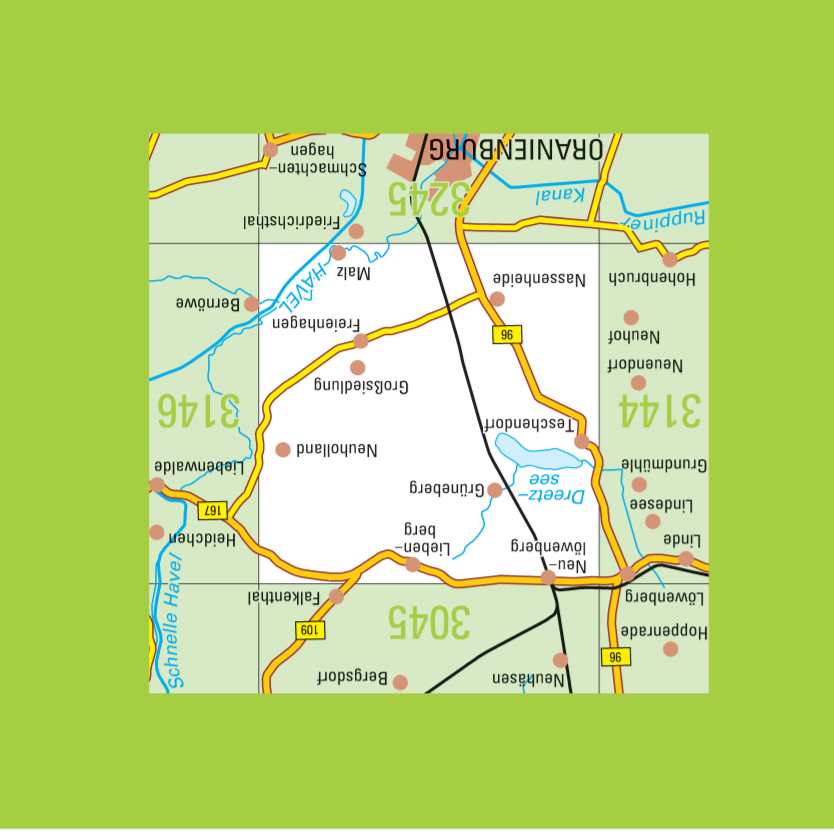 Neuhäsen
Bergsdorf
96
Hoppenrade
109
3045
Schnelle Havel
Löwenberg
Falkenthal
Neu-
löwenberg
Lieben-
berg
Linde
Heidchen
Lindesee
167
Dreetz-
see
Grüneberg
Grundmühle
Liebenwalde
Neuholland
Teschendorf
3144
3146
Großsiedlung
Neuendorf
Neuhof
96
Freienhagen
Bernöwe
HAVEL
Hohenbruch
Nassenheide
Malz
Ruppiner
Kanal
Friedrichsthal
3245
Schmachten-
hagen
ORANIENBURG